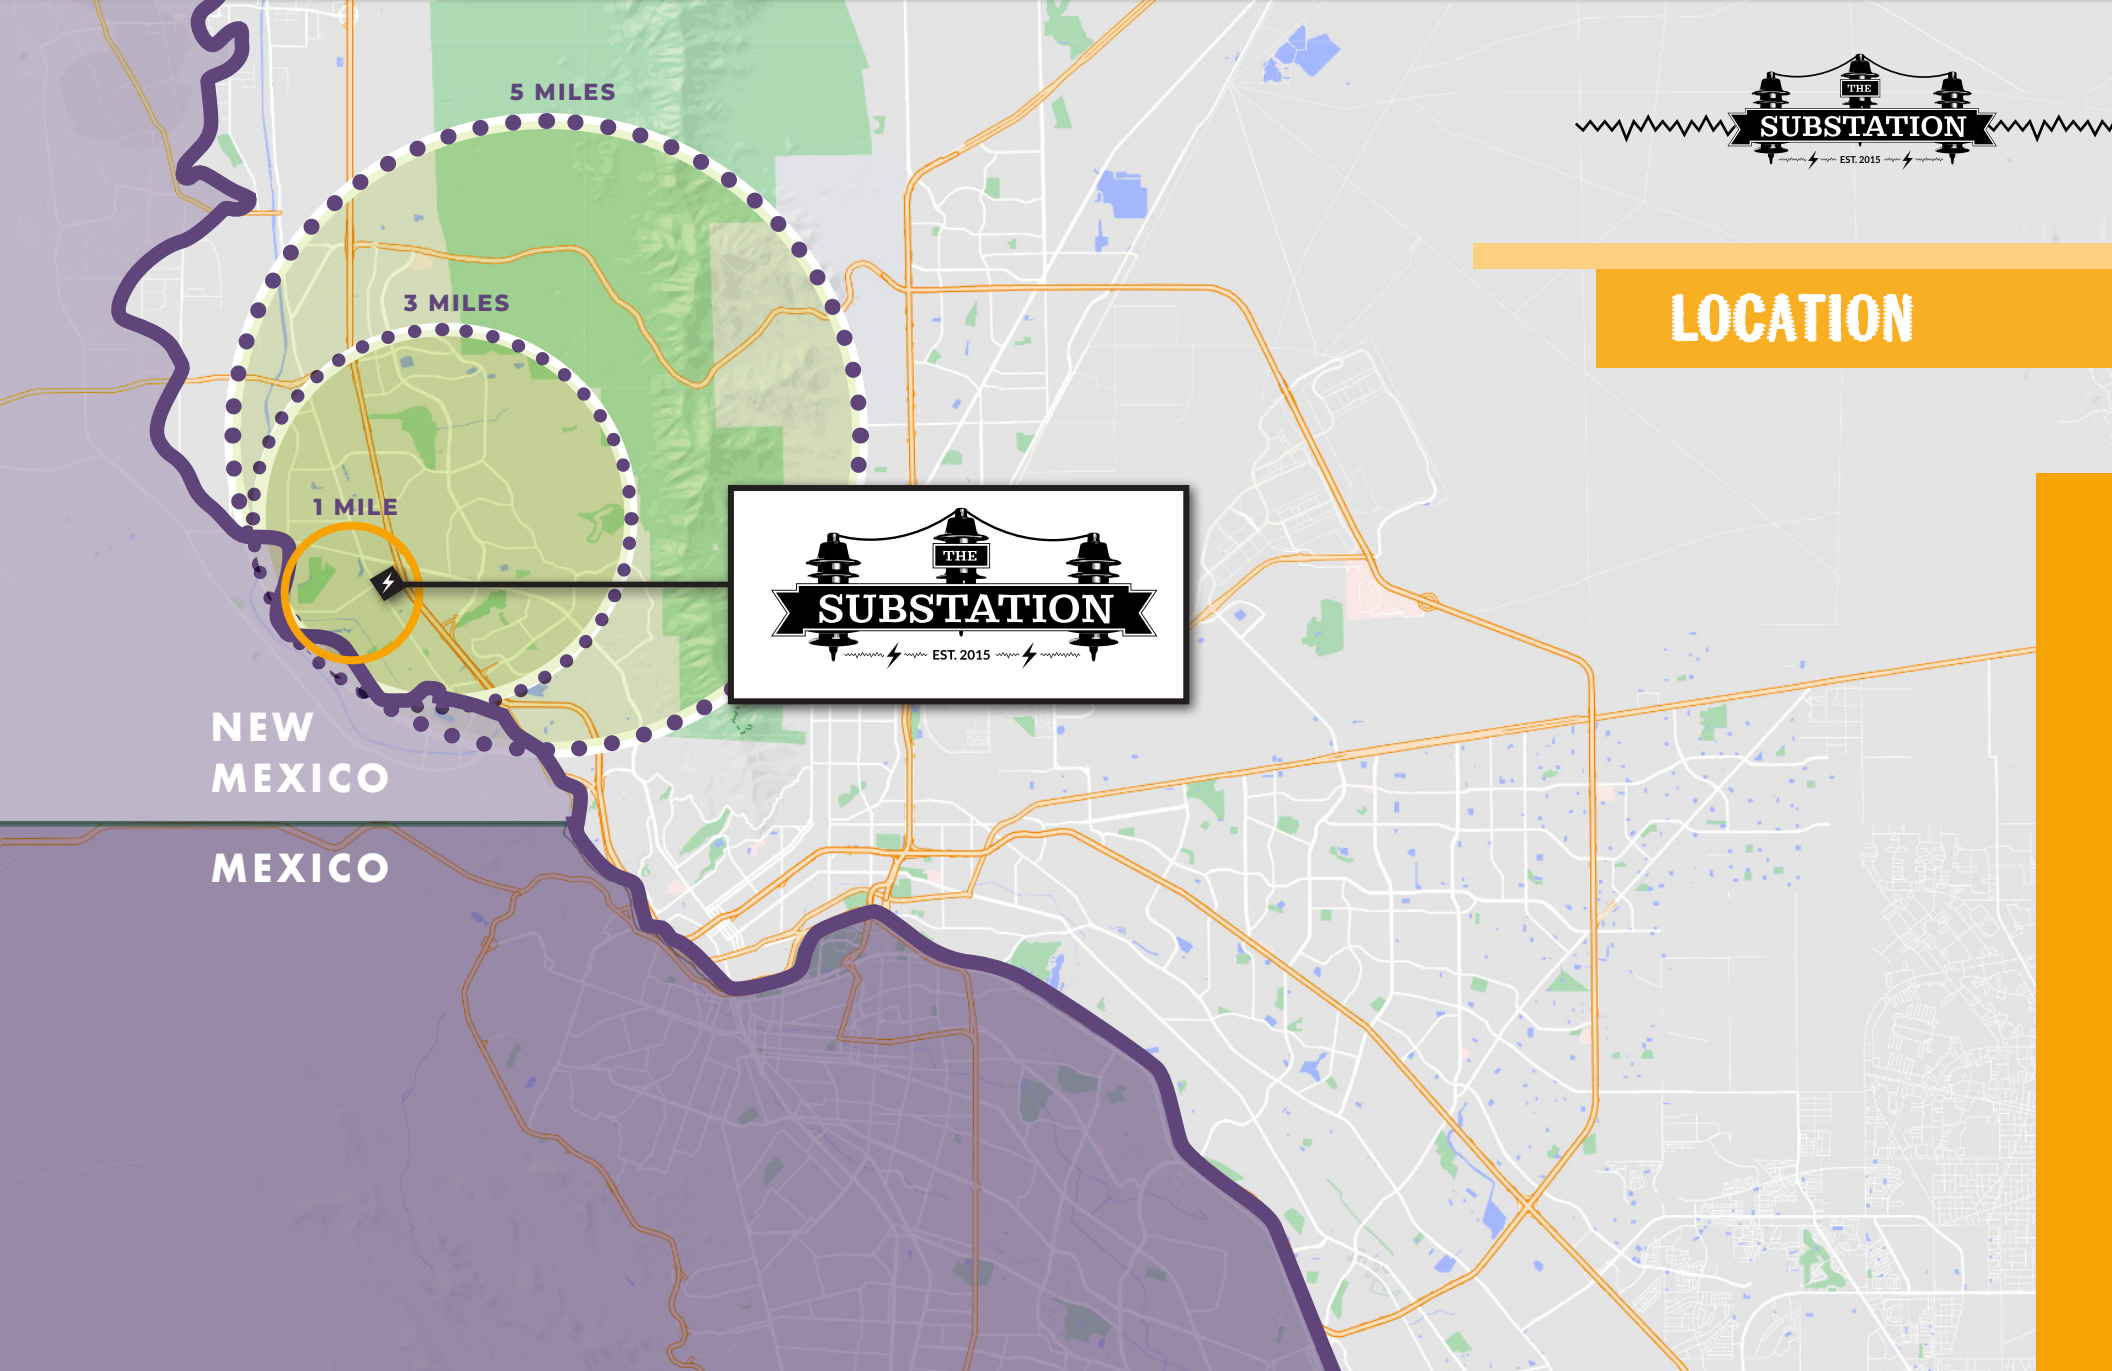 5 MILES
THE
SUBSTATION
EST. 2015
LOCATION
3 MILES
1 MILE
THE
SUBSTATION
EST. 2015
NEW
MEXICO
MEXICO